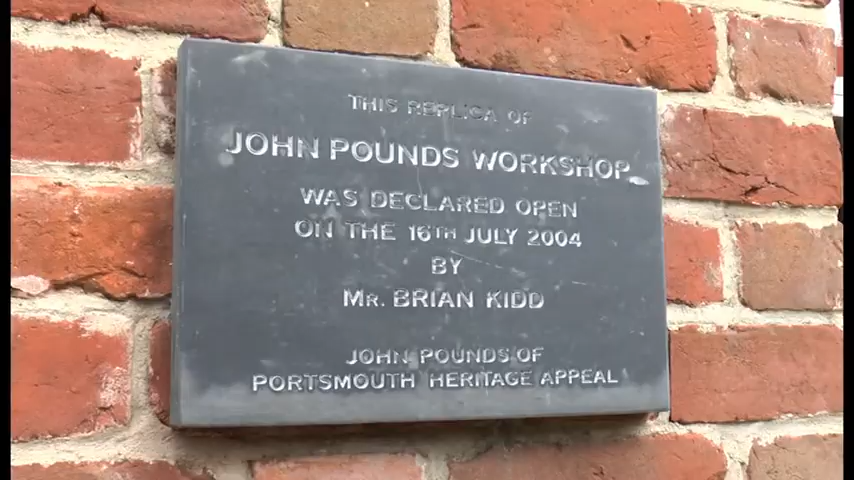 THIS REPLICA OF
JOHN POUNDS WORKSHOP
WAS DECLARED OPEN
ON THE 16TH JULY 2004
BY
MR. BRIAN KIDD
JOHN POUNDS OF
PORTSMOUTH HERITAGE APPEAL